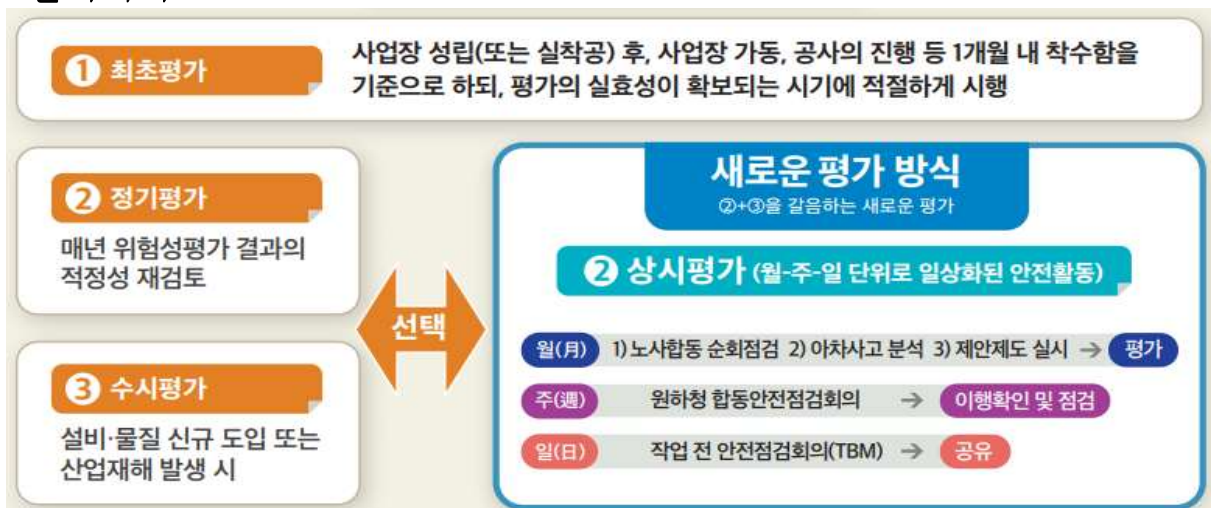 ❶ 최초평가
사업장 성립(또는 실착공) 후, 사업장 가동, 공사의 진행 등 1개월 내 착수함을
기준으로 하되, 평가의 실효성이 확보되는 시기에 적절하게 시행
❷ 정기평가
매년 위험성평가 결과의
적정성 재검토
❸ 수시평가
설비·물질 신규 도입 또는
산업재해 발생 시
선택
새로운 평가 방식
②+③을 갈음하는 새로운 평가
❷ 상시평가 (월-주-일 단위로 일상화된 안전활동)
월(月) 1) 노사합동 순회점검 2) 아차사고 분석 3) 제안제도 실시 → 평가
주(週) 원하청 합동안전점검회의 → 이행확인 및 점검
일(日) 작업 전 안전점검회의(TBM) → 공유